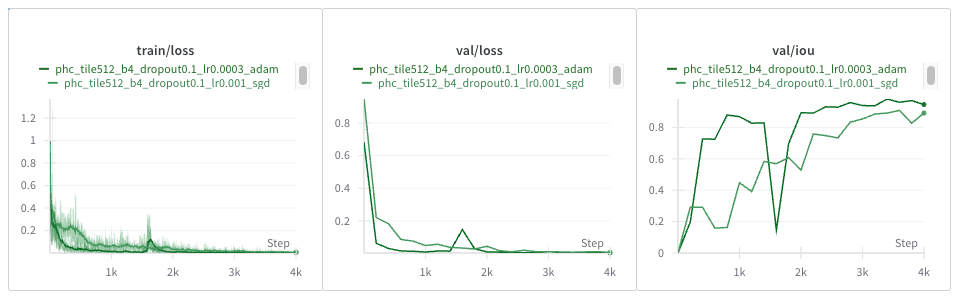 train/loss
phc_tile512_b4_dropout0.1_lr0.0003_adam
phc_tile512_b4_dropout0.1_lr0.001_sgd
1.2
1
0.8
0.6
0.4
0.2
Step
1k
2k
3k
4k
val/loss
phc_tile512_b4_dropout0.1_lr0.0003_adam
phc_tile512_b4_dropout0.1_lr0.001_sgd
0.8
0.6
0.4
0.2
Step
1k
2k
3k
4k
val/iou
phc_tile512_b4_dropout0.1_lr0.0003_adam
phc_tile512_b4_dropout0.1_lr0.001_sgd
0.8
0.6
0.4
0.2
0
Step
1k
2k
3k
4k